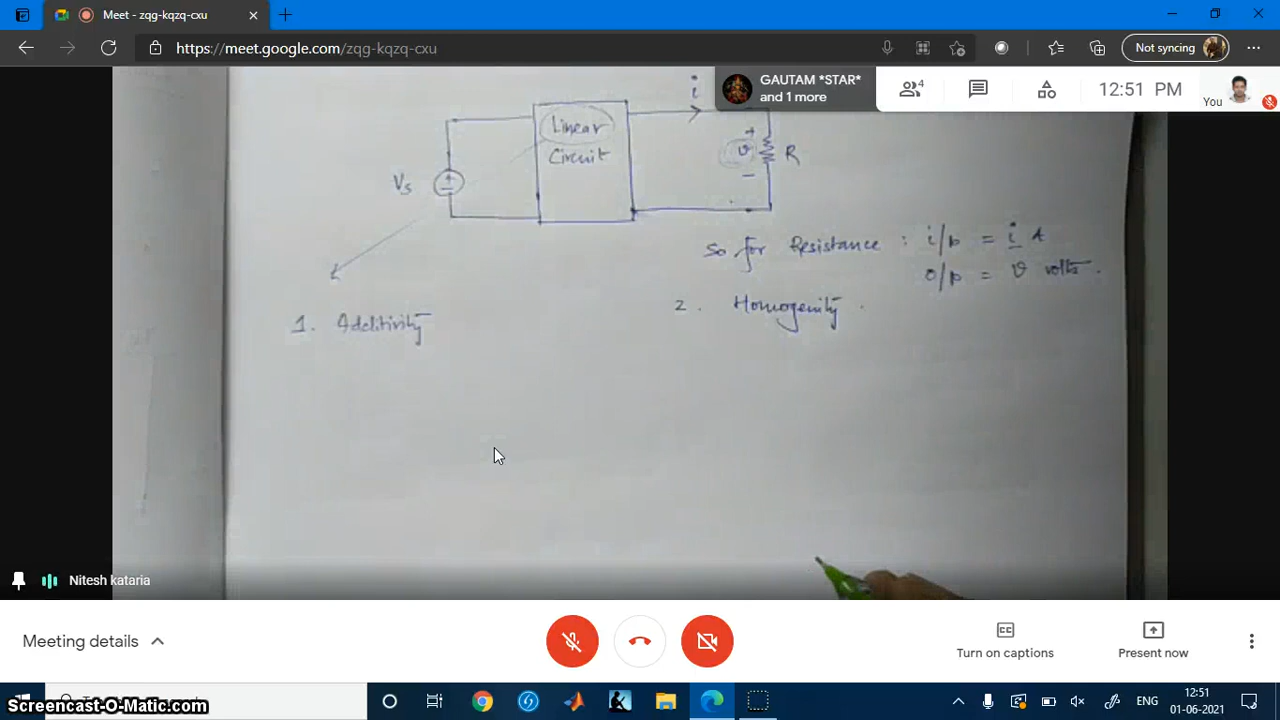 Meet - zqg-kqzq-cxu
https://meet.google.com/zqg-kqzq-cxu
Not syncing
GAUTAM *STAR*
and 1 more
4
12:51 PM
You
i
Linear
Circuit
Vs
+
-
+
v
-
R
So for Resistance : i/p = i A
o/p = v volts.
1. Additivity
2. Homogenity.
Nitesh kataria
Meeting details
CC
Turn on captions
Present now
Screencast-O-Matic.com
ENG
12:51
01-06-2021